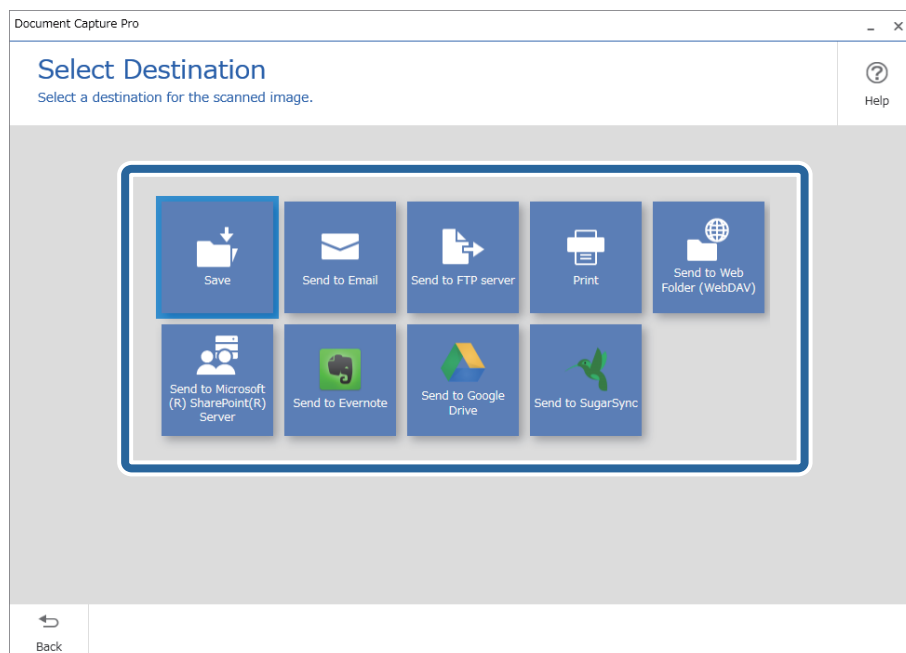 Document Capture Pro
Select Destination
Select a destination for the scanned image.
Help
Save
Send to Email
Send to FTP server
Print
Send to Web
Folder (WebDAV)
Send to Microsoft
(R) SharePoint(R)
Server
Send to Evernote
Send to Google
Drive
Send to SugarSync
Back